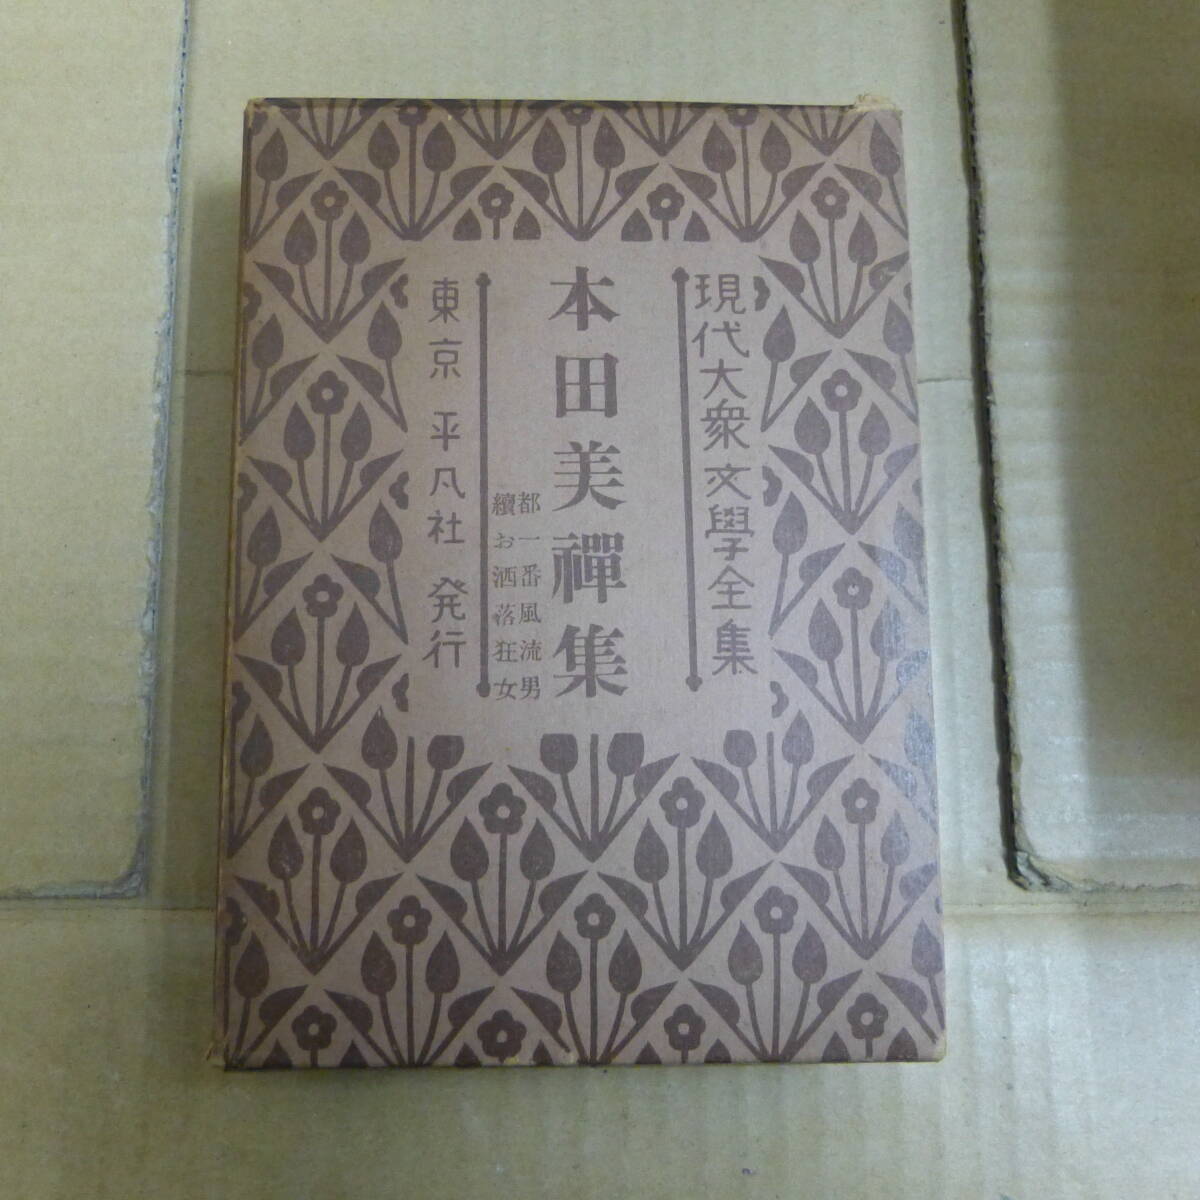 現代大衆文學全集
本田美禪集
都一番風流男
續お洒落狂女
東京 平凡社 発行